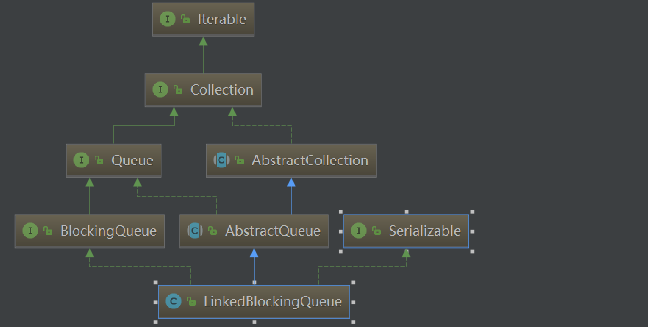 I Iterable
I Collection
I Queue
C AbstractCollection
I BlockingQueue
C AbstractQueue
I Serializable
C LinkedBlockingQueue